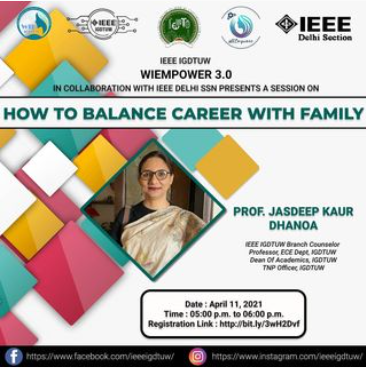 WIE
IEEE
IGDTUW
IEEE
Delhi Section
IEEE IGDTUW
WIEMPOWER 3.0
IN COLLABORATION WITH IEEE DELHI SSN PRESENTS A SESSION ON
HOW TO BALANCE CAREER WITH FAMILY
PROF. JASDEEP KAUR
DHANOA
IEEE IGDTUW Branch Counselor
Professor, ECE Dept, IGDTUW
Dean Of Academics, IGDTUW
TNP Officer, IGDTUW
Date : April 11, 2021
Time : 05:00 p.m. to 06:00 p.m.
Registration Link : http://bit.ly/3wH2Dvf
https://www.facebook.com/ieeeigdtuw/
https://www.instagram.com/ieeeigdtuw/